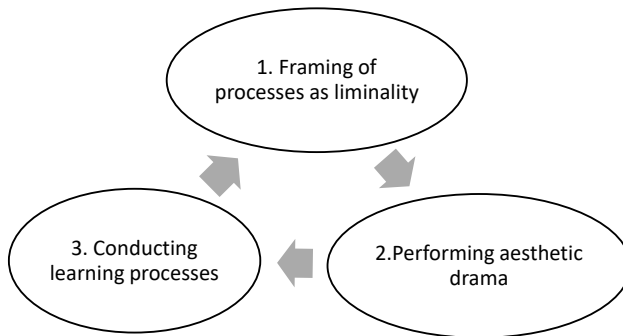 1. Framing of
processes as liminality
2.Performing aesthetic
drama
3. Conducting
learning processes